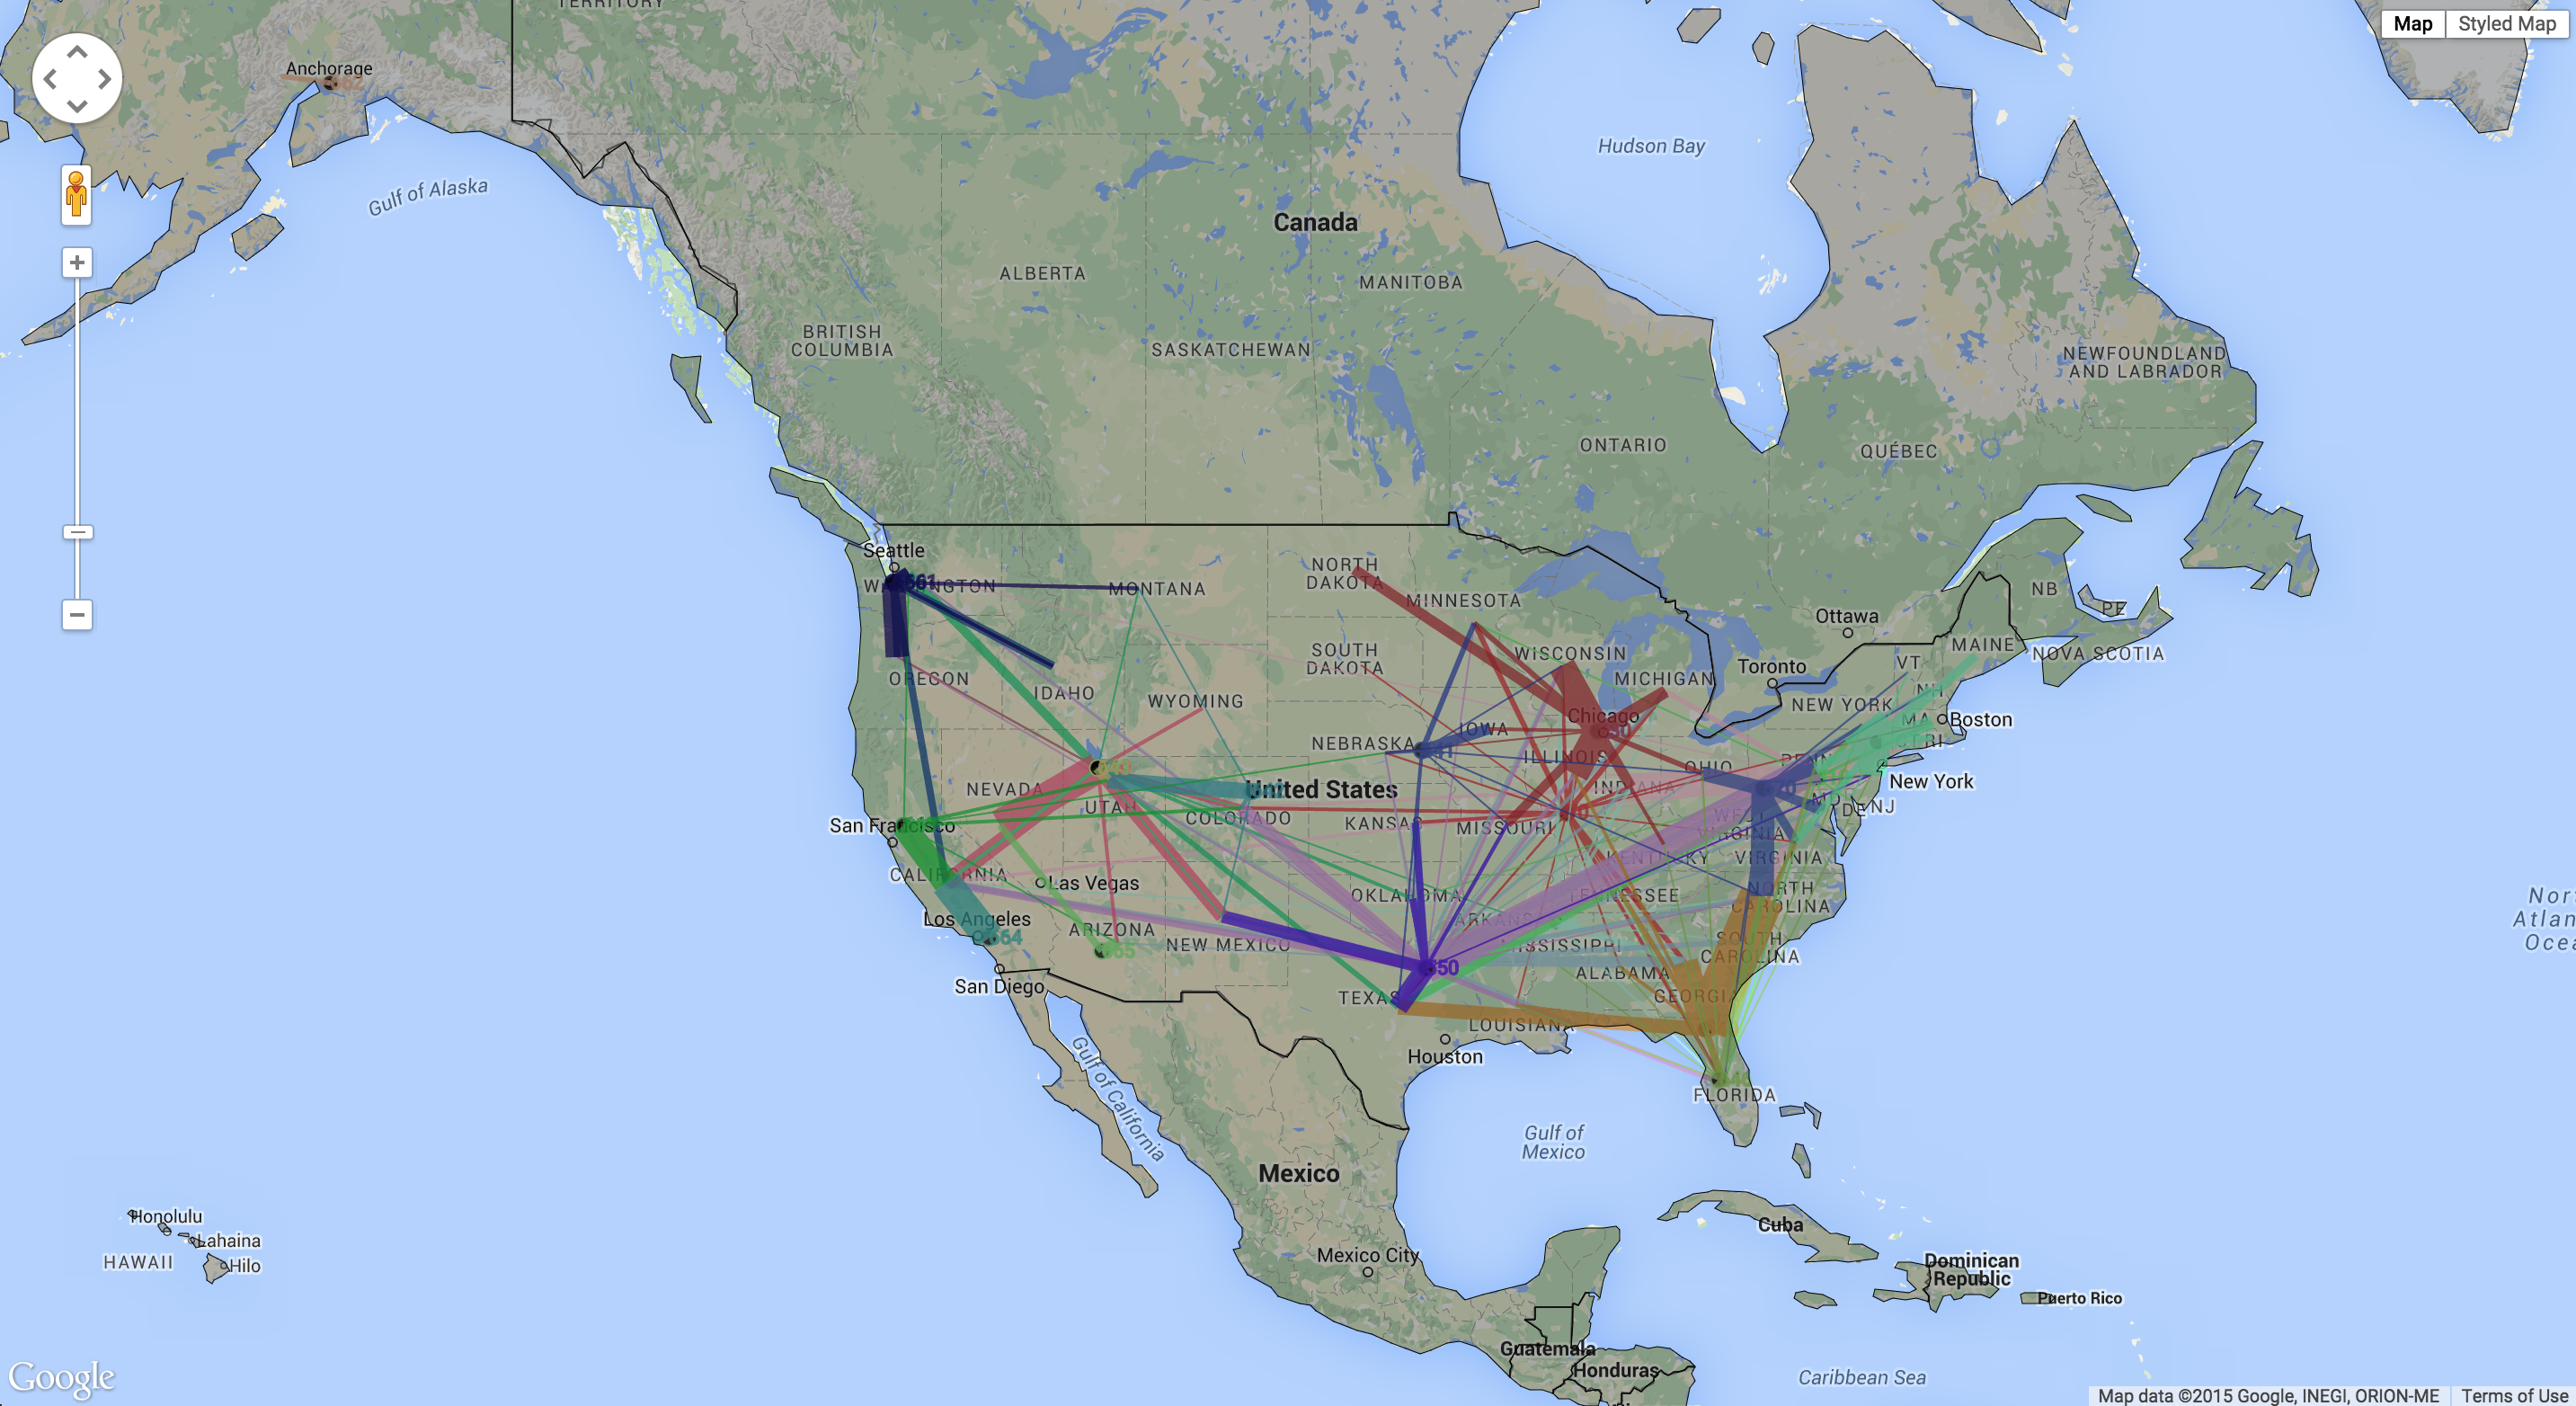 TERRITORY
Map
Styled Map
Anchorage
Gulf of Alaska
Hudson Bay
Canada
ALBERTA
MANITOBA
BRITISH
COLUMBIA
SASKATCHEWAN
NEWFOUNDLAND
AND LABRADOR
ONTARIO
QUÉBEC
Seattle
661
MONTANA
NORTH
DAKOTA
MINNESOTA
NB
PE
Ottawa
MAINE
NOVA SCOTIA
VT
NH
SOUTH
DAKOTA
WISCONSIN
MICHIGAN
Toronto
OREGON
IDAHO
WYOMING
NEW YORK
Chicago
MA
Boston
RI
IOWA
NEBRASKA
ILLINOIS
OHIO
PENN
NEVADA
United States
INDIANA
New York
UTAH
COLORADO
KANSAS
MISSOURI
MD
DE
NJ
WEST
VIRGINIA
San Francisco
KENTUCKY
VIRGINIA
CALIFORNIA
Las Vegas
OKLAHOMA
TENNESSEE
NORTH
CAROLINA
Los Angeles
664
ARIZONA
665
ARKANSAS
NEW MEXICO
MISSISSIPPI
SOUTH
CAROLINA
ALABAMA
San Diego
TEXAS
GEORGIA
LOUISIANA
Houston
FLORIDA
Gulf of California
Gulf of
Mexico
Mexico
Honolulu
Lahaina
HAWAII
Hilo
Cuba
Mexico City
Dominican
Republic
Puerto Rico
Guatemala
Honduras
Caribbean Sea
Google
Map data ©2015 Google, INEGI, ORION-ME
Terms of Use